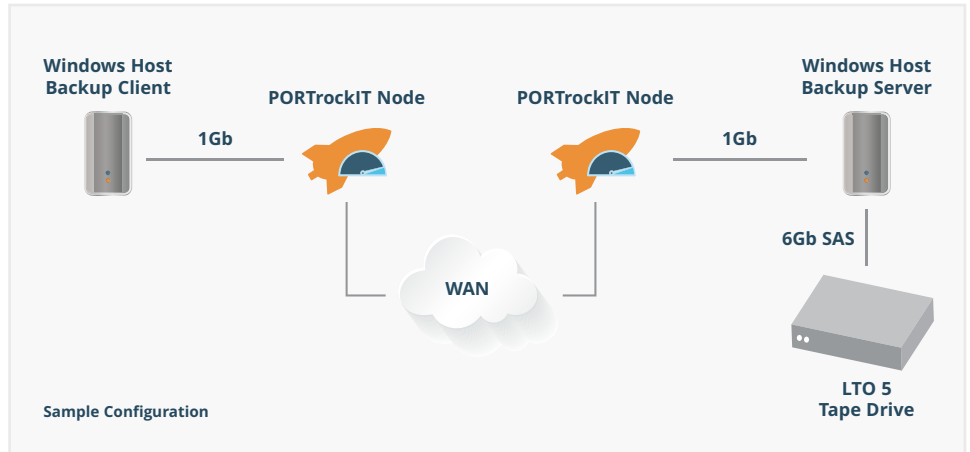 Windows Host
Backup Client
PORTrockIT Node
PORTrockIT Node
Windows Host
Backup Server
1Gb
1Gb
6Gb SAS
WAN
LTO 5
Tape Drive
Sample Configuration